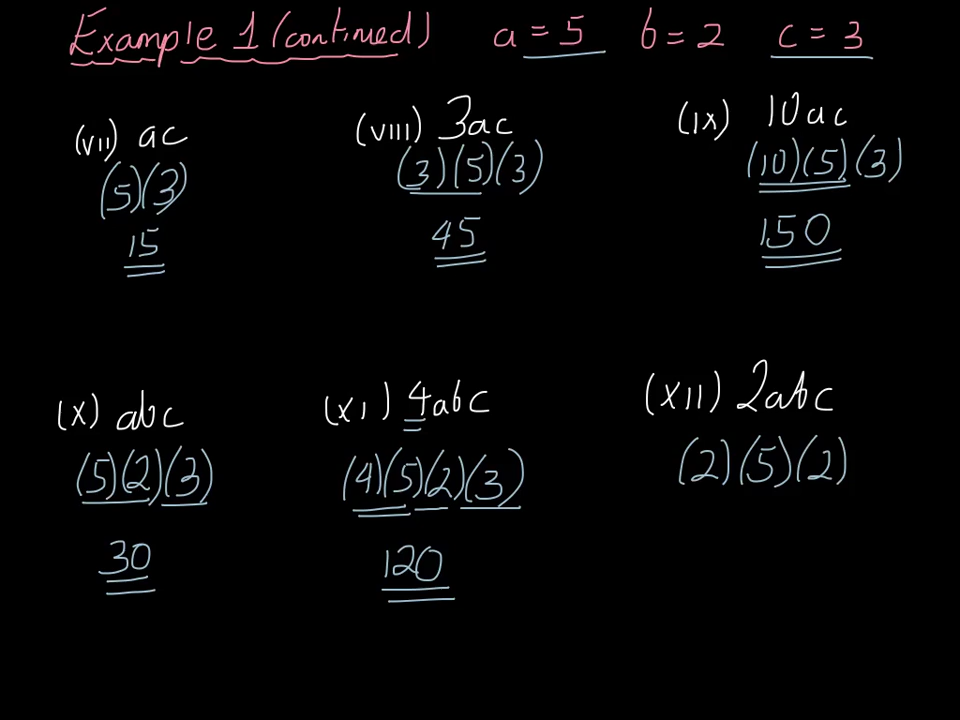 Example 1 (continued) a = 5 b = 2 c = 3
(vii) ac (viii) 3ac (ix) 10ac
(5)(3) (3)(5)(3) (10)(5)(3)
15 45 150
(x) abc (xi) 4abc (xii) 2abc
(5)(2)(3) (4)(5)(2)(3) (2)(5)(2)
30 120